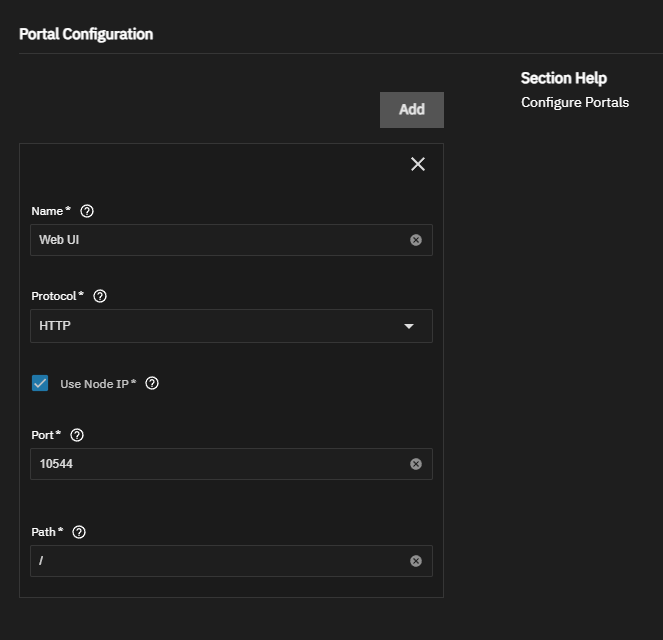 Portal Configuration
Section Help
Configure Portals
Add
Name *
Web UI
Protocol *
HTTP
Use Node IP *
Port *
10544
Path *
/